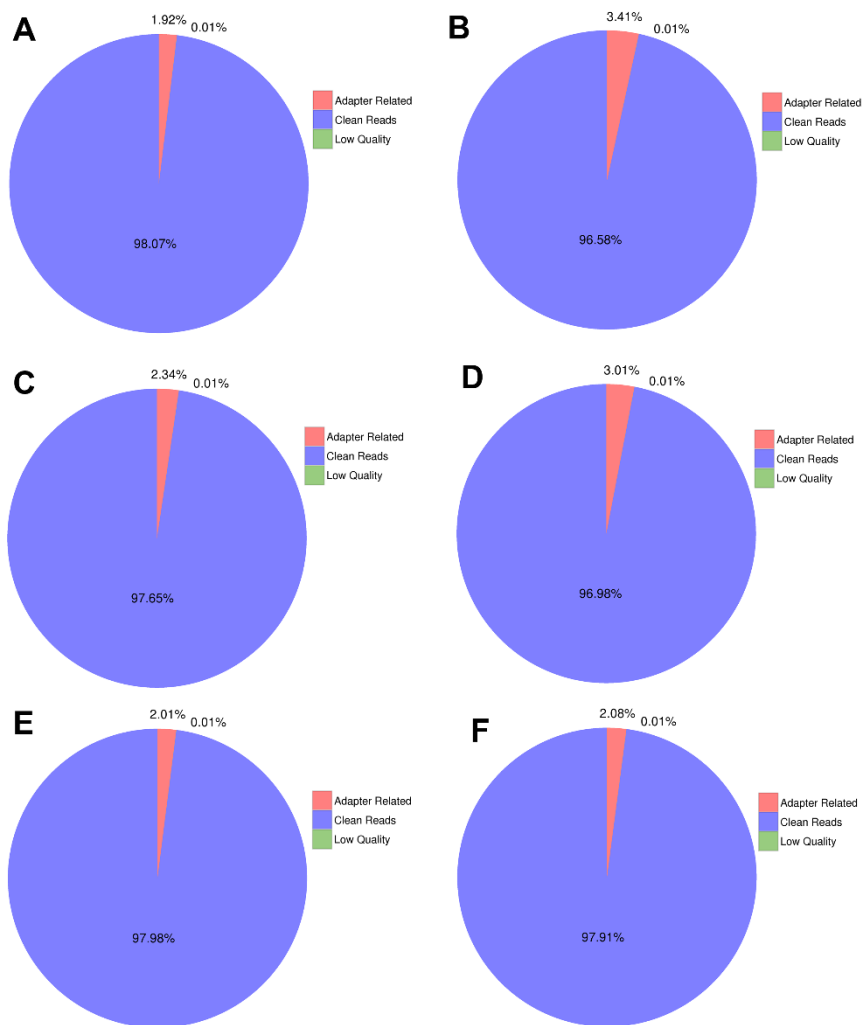 A
1.92%
0.01%
Adapter Related
Clean Reads
Low Quality
98.07%
B
3.41%
0.01%
Adapter Related
Clean Reads
Low Quality
96.58%
C
2.34%
0.01%
Adapter Related
Clean Reads
Low Quality
97.65%
D
3.01%
0.01%
Adapter Related
Clean Reads
Low Quality
96.98%
E
2.01%
0.01%
Adapter Related
Clean Reads
Low Quality
97.98%
F
2.08%
0.01%
Adapter Related
Clean Reads
Low Quality
97.91%